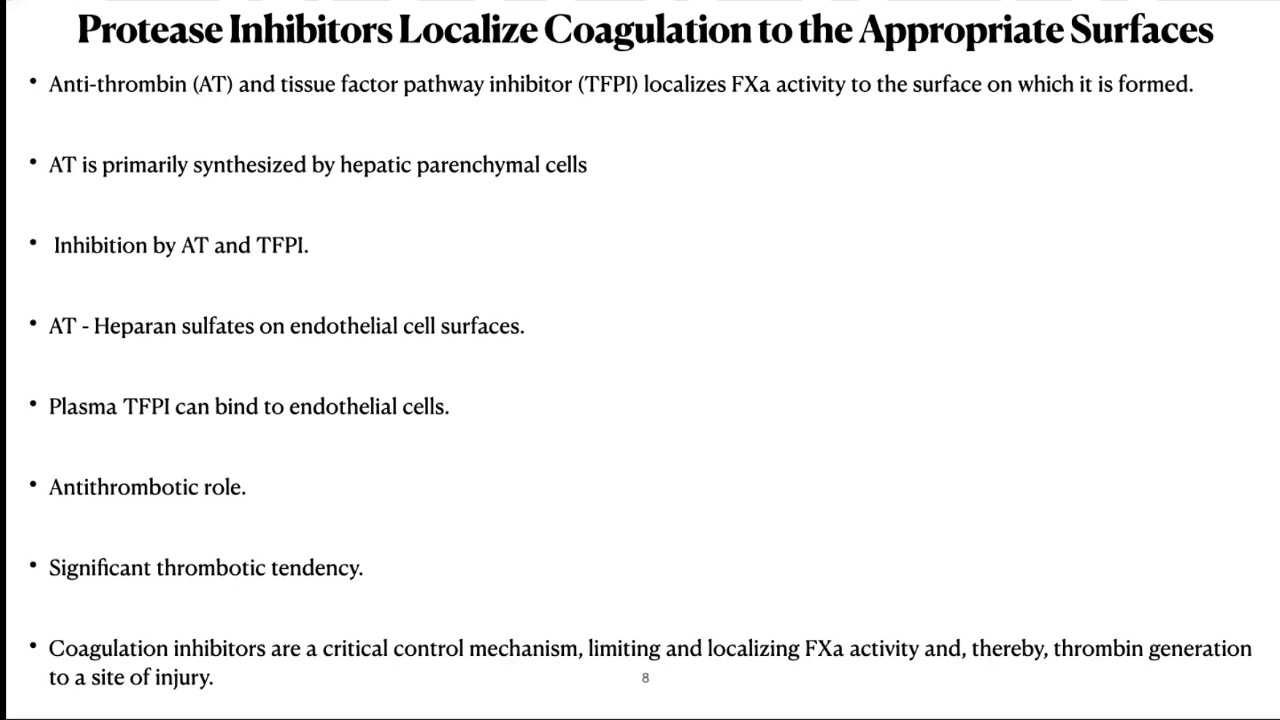 Protease Inhibitors Localize Coagulation to the Appropriate Surfaces
• Anti-thrombin (AT) and tissue factor pathway inhibitor (TFPI) localizes FXa activity to the surface on which it is formed.
• AT is primarily synthesized by hepatic parenchymal cells
• Inhibition by AT and TFPI.
• AT - Heparan sulfates on endothelial cell surfaces.
• Plasma TFPI can bind to endothelial cells.
• Antithrombotic role.
• Significant thrombotic tendency.
• Coagulation inhibitors are a critical control mechanism, limiting and localizing FXa activity and, thereby, thrombin generation
to a site of injury.
8